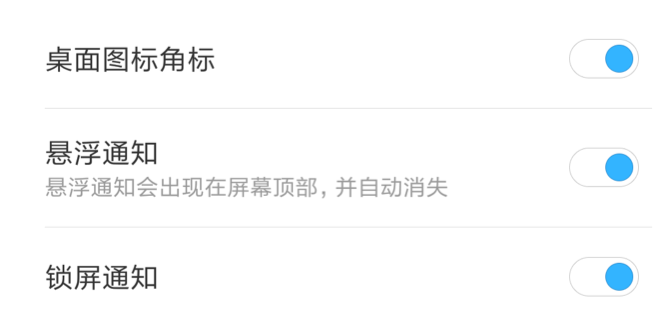 桌面图标角标
悬浮通知
悬浮通知会出现在屏幕顶部，并自动消失
锁屏通知